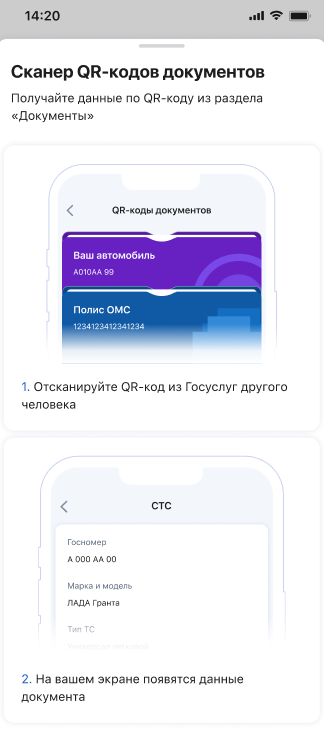 14:20
Сканер QR-кодов документов
Получайте данные по QR-коду из раздела
«Документы»
QR-коды документов
Ваш автомобиль
А010АА 99
Полис ОМС
1234123412341234
1. Отсканируйте QR-код из Госуслуг другого
человека
СТС
Госномер
А 000 АА 00
Марка и модель
ЛАДА Гранта
Тип ТС
2. На вашем экране появятся данные
документа